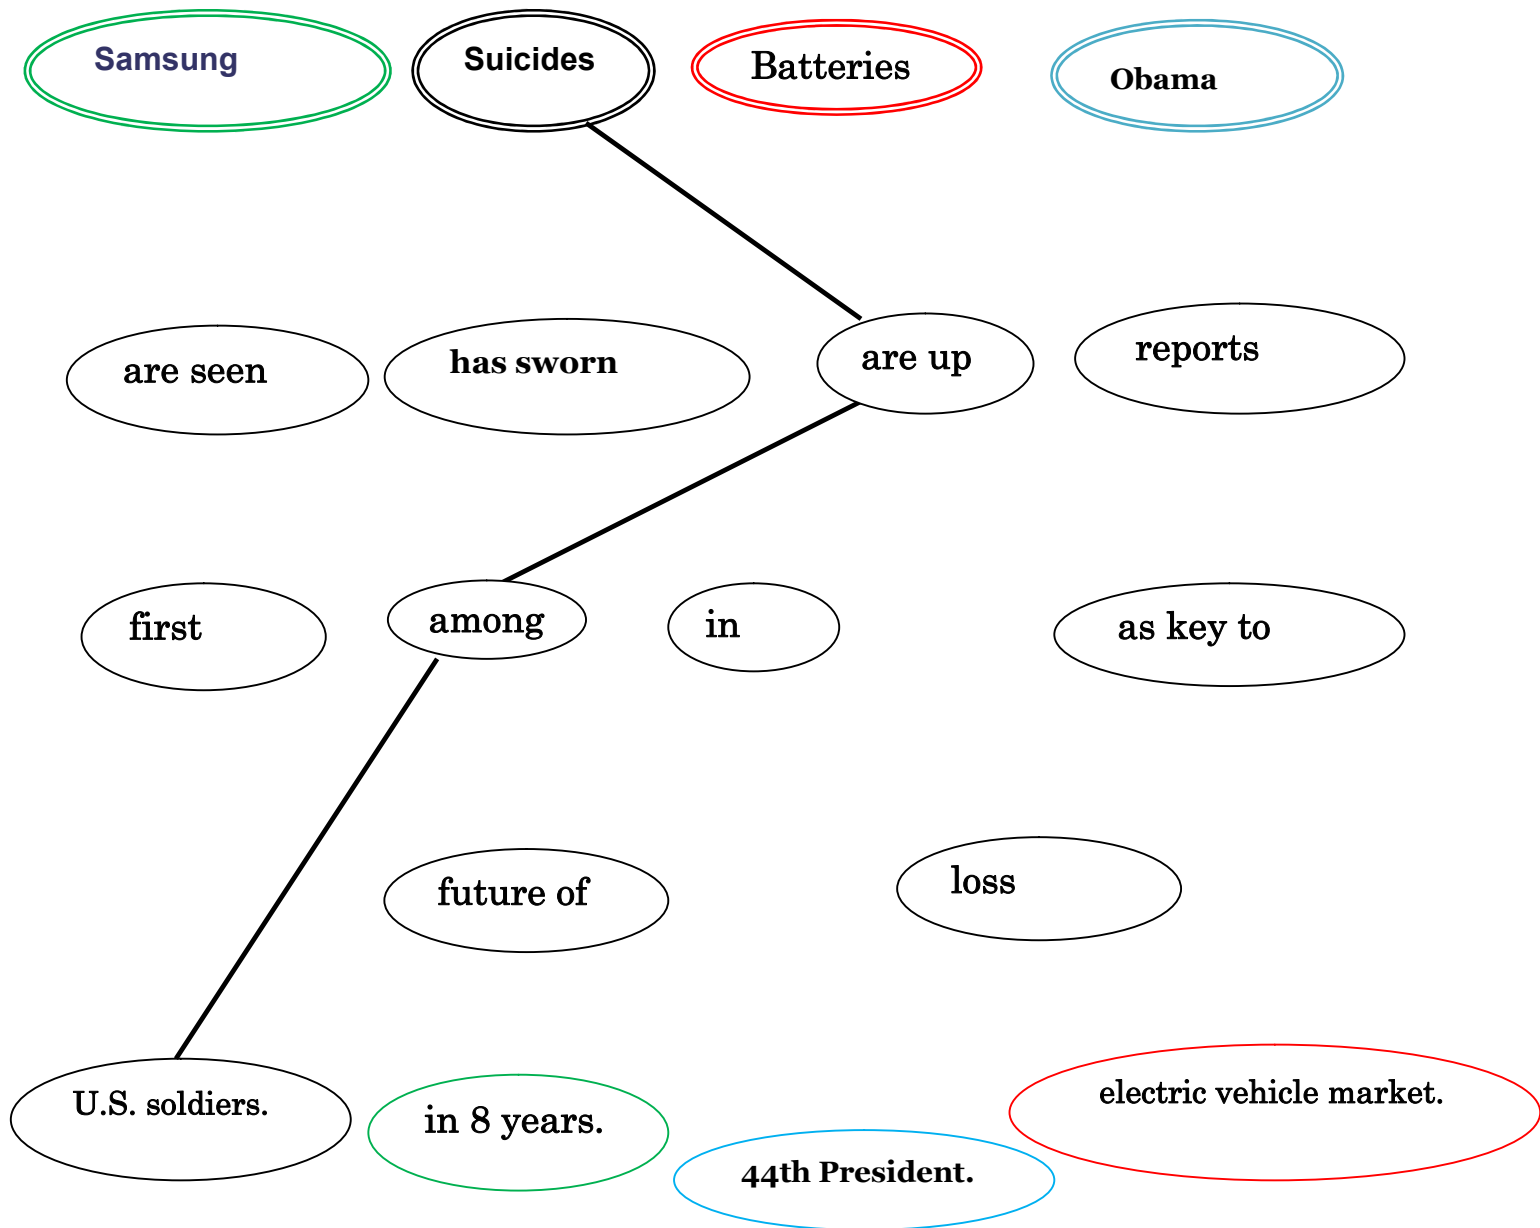 Samsung
Suicides
Batteries
Obama
are seen
has sworn
are up
reports
first
among
in
as key to
future of
loss
U.S. soldiers.
in 8 years.
44th President.
electric vehicle market.